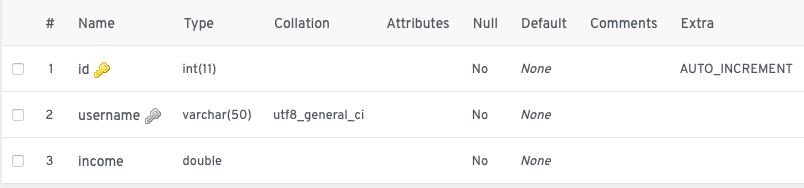 # Name Type Collation Attributes Null Default Comments Extra
1 id int(11) No None AUTO_INCREMENT
2 username varchar(50) utf8_general_ci No None
3 income double No None